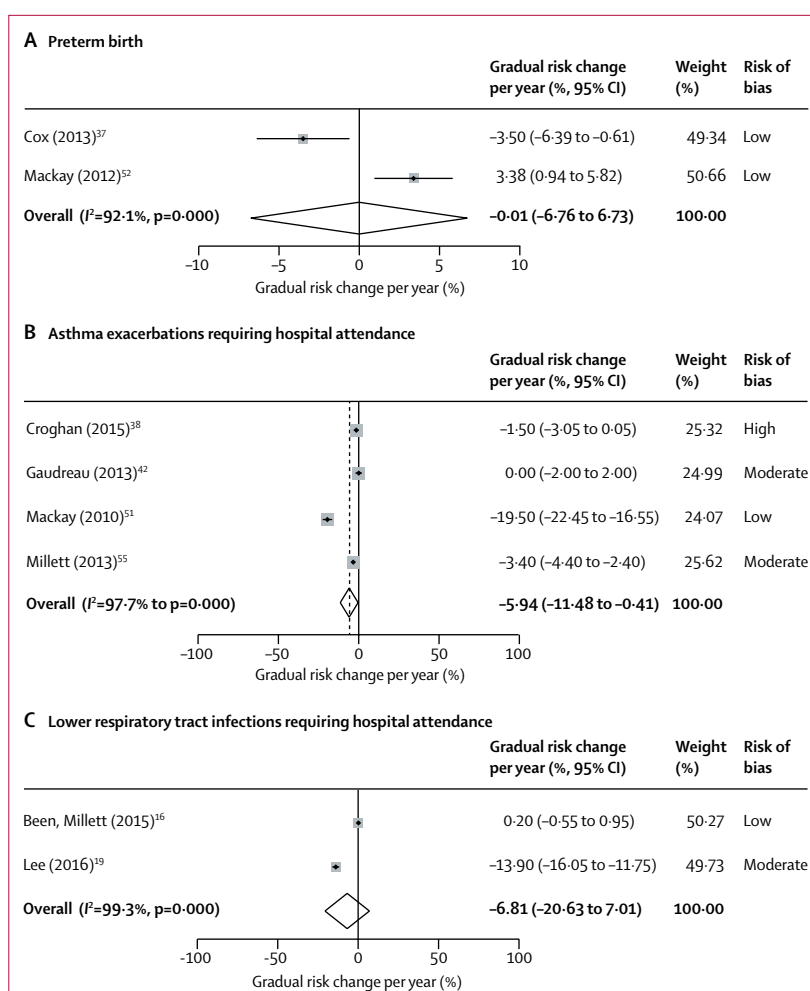 A Preterm birth
Gradual risk change Weight Risk of
per year (%, 95% CI) (%) bias
Cox (2013)37 –3·50 (–6·39 to –0·61) 49·34 Low
Mackay (2012)52 3·38 (0·94 to 5·82) 50·66 Low
Overall (I2=92·1%, p=0·000) –0·01 (–6·76 to 6·73) 100·00
–10 –5 0 5 10
Gradual risk change per year (%)
B Asthma exacerbations requiring hospital attendance
Gradual risk change Weight Risk of
per year (%, 95% CI) (%) bias
Croghan (2015)38 –1·50 (–3·05 to 0·05) 25·32 High
Gaudreau (2013)42 0·00 (–2·00 to 2·00) 24·99 Moderate
Mackay (2010)51 –19·50 (–22·45 to –16·55) 24·07 Low
Millett (2013)55 –3·40 (–4·40 to –2·40) 25·62 Moderate
Overall (I2=97·7% to p=0·000) –5·94 (–11·48 to –0·41) 100·00
–100 –50 0 50 100
Gradual risk change per year (%)
C Lower respiratory tract infections requiring hospital attendance
Gradual risk change Weight Risk of
per year (%, 95% CI) (%) bias
Been, Millett (2015)16 0·20 (–0·55 to 0·95) 50·27 Low
Lee (2016)19 –13·90 (–16·05 to –11·75) 49·73 Moderate
Overall (I2=99·3%, p=0·000) –6·81 (–20·63 to 7·01) 100·00
-100 -50 0 50 100
Gradual risk change per year (%)